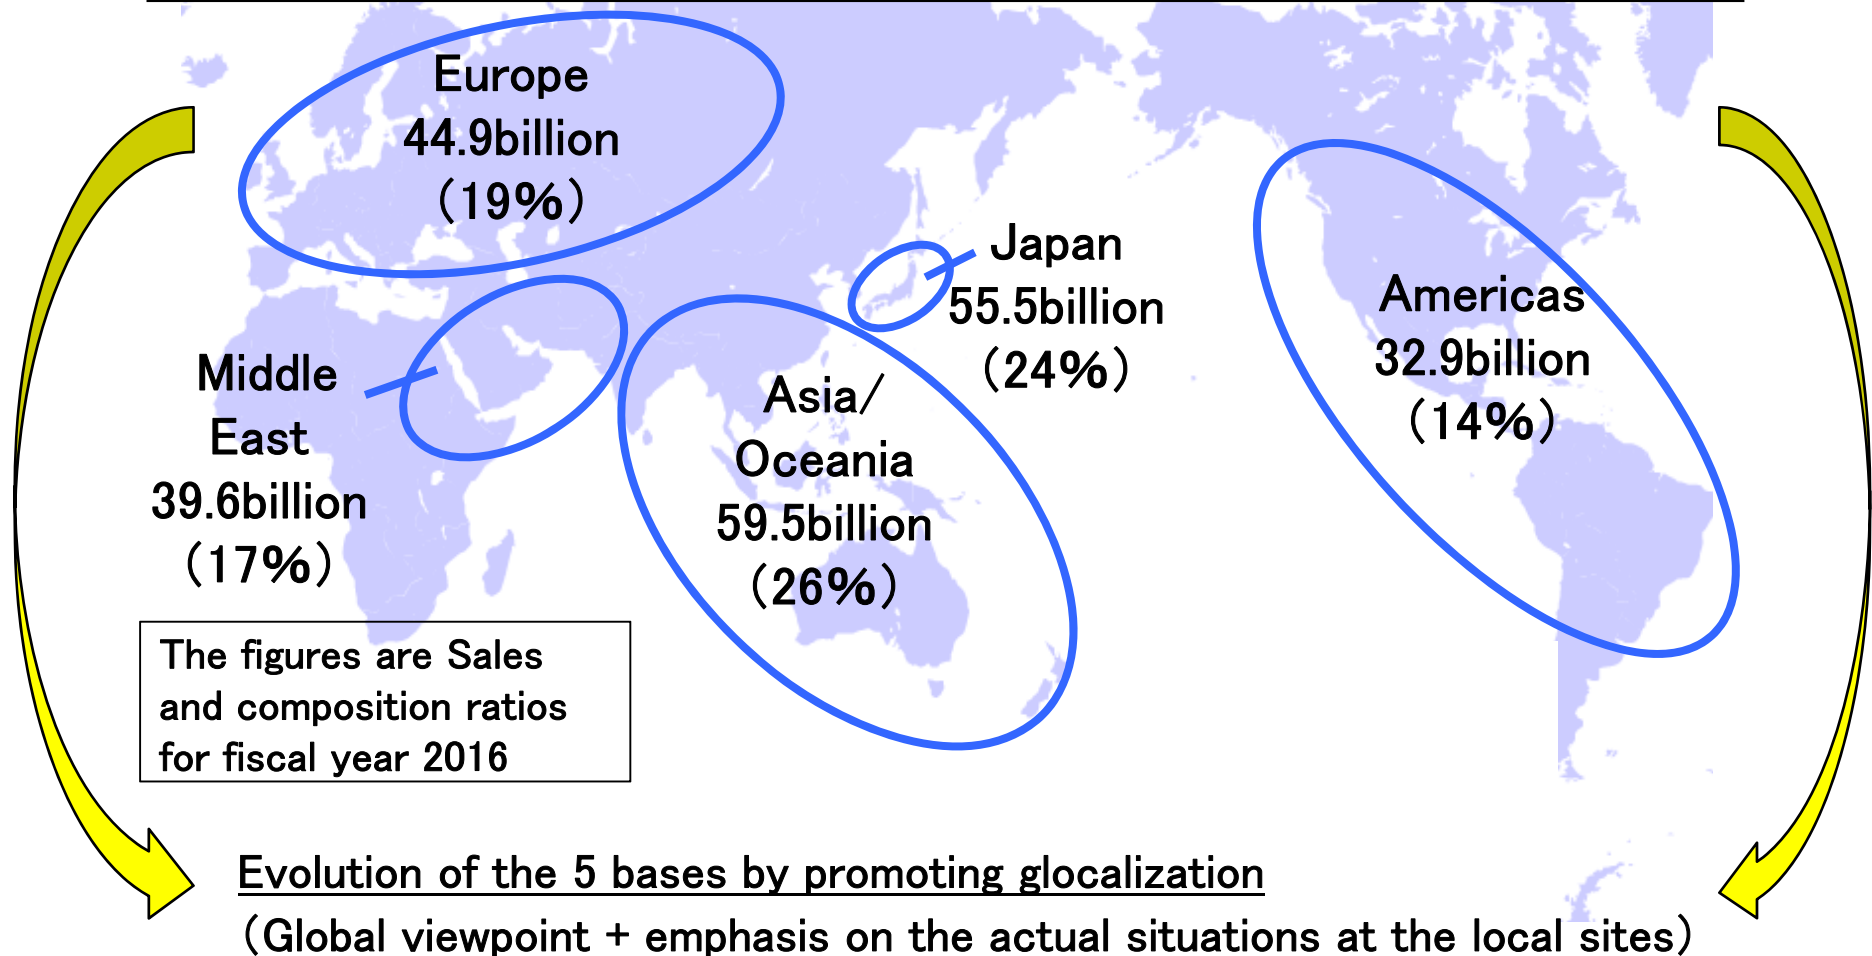 Europe
44.9billion
（19%）
Japan
55.5billion
（24%）
Americas
32.9billion
（14%）
Middle
East
39.6billion
（17%）
Asia/
Oceania
59.5billion
（26%）
The figures are Sales
and composition ratios
for fiscal year 2016
Evolution of the 5 bases by promoting glocalization
（Global viewpoint + emphasis on the actual situations at the local sites）